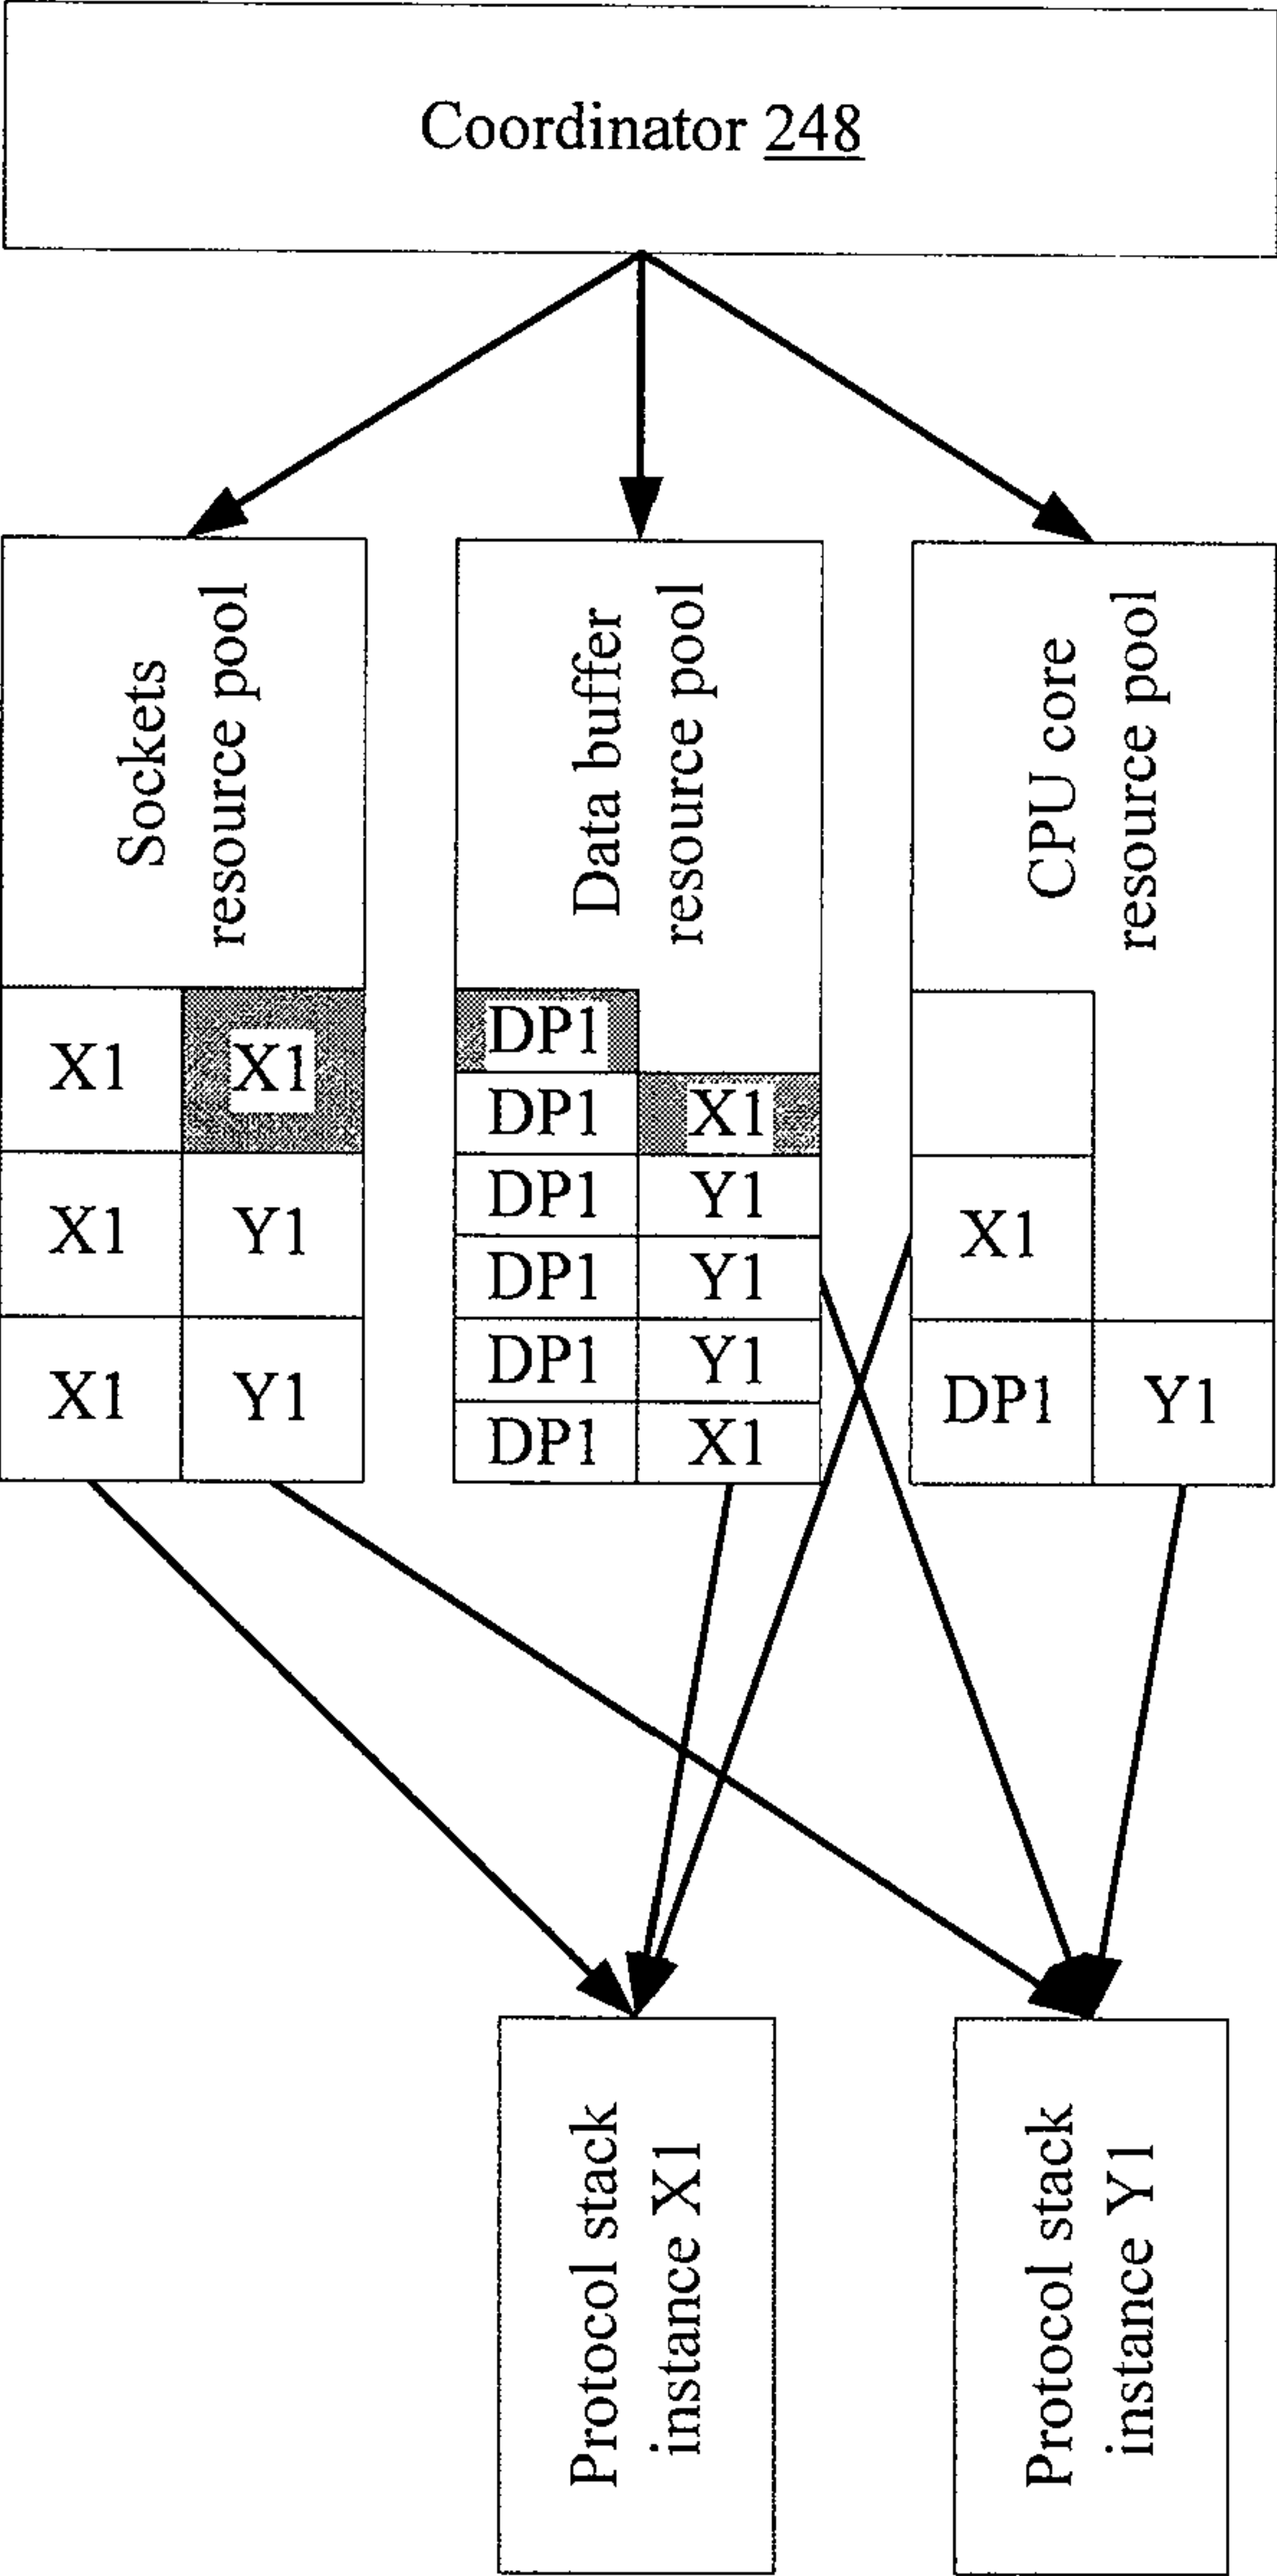 Coordinator 248
Sockets
resource pool
X1 X1
X1 Y1
X1 Y1
Data buffer
resource pool
DP1
DP1 X1
DP1 Y1
DP1 Y1
DP1 Y1
DP1 X1
CPU core
resource pool
X1
DP1 Y1
Protocol stack
instance X1
Protocol stack
instance Y1